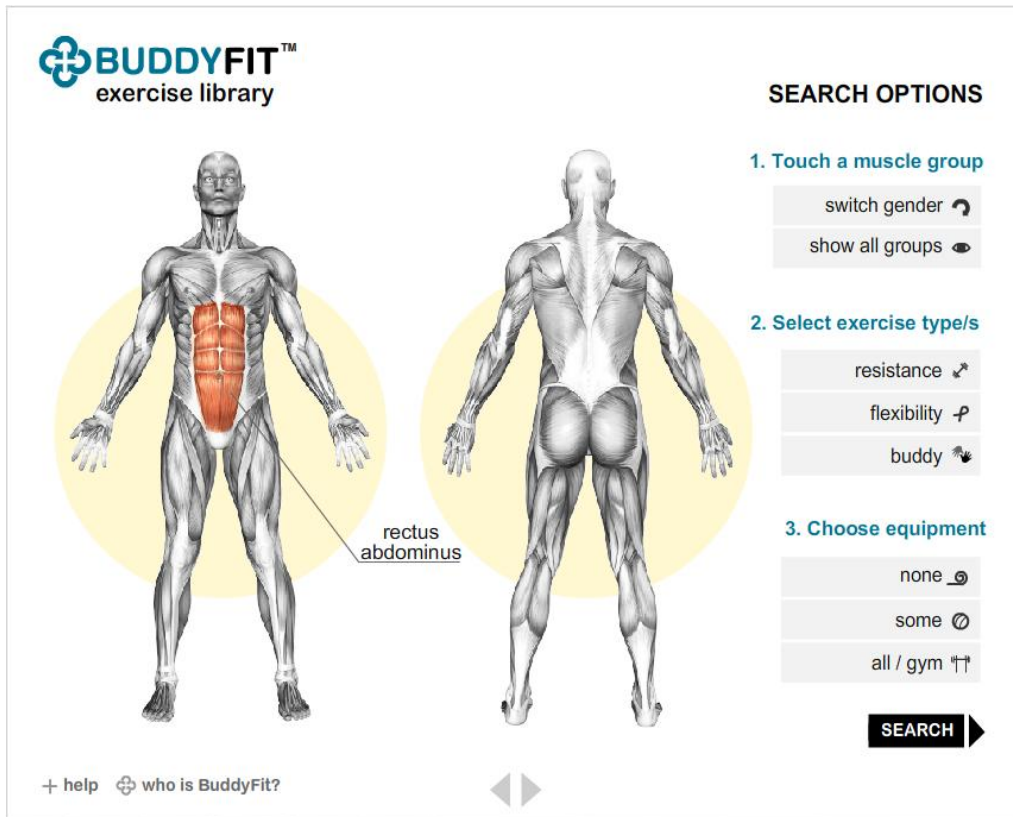 BUDDYFIT™
exercise library
SEARCH OPTIONS
1. Touch a muscle group
switch gender
show all groups
2. Select exercise type/s
resistance
flexibility
buddy
rectus
abdominus
3. Choose equipment
none
some
all / gym
SEARCH
+ help
who is BuddyFit?